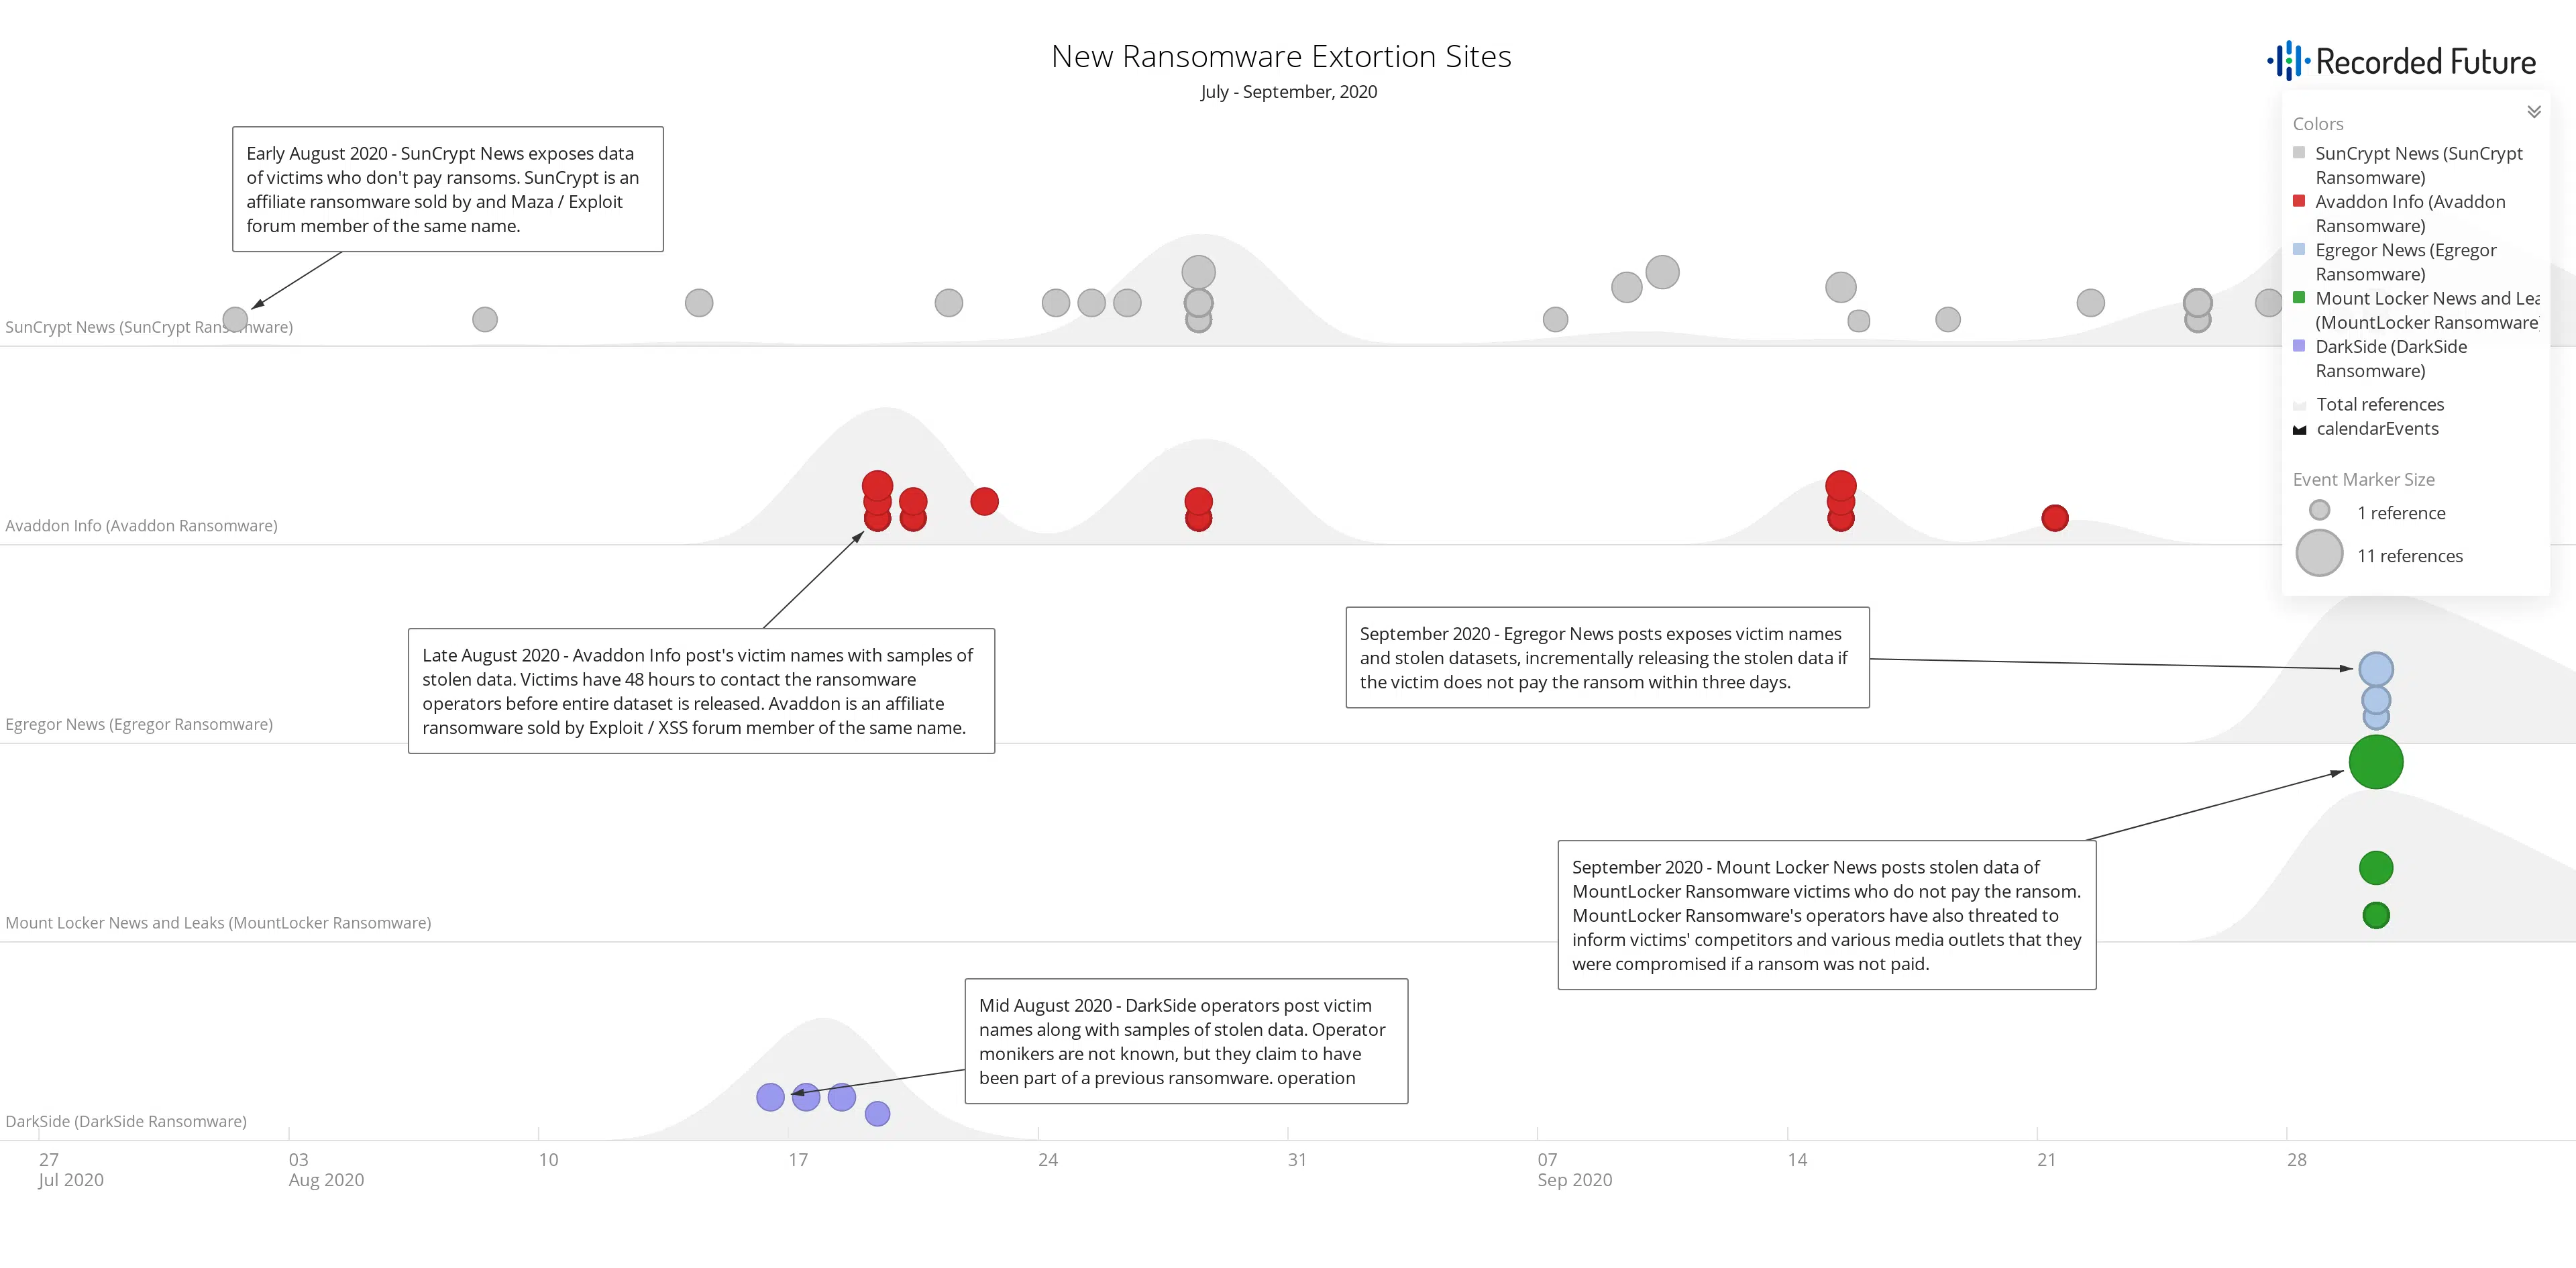 New Ransomware Extortion Sites
July - September, 2020
Recorded Future
Early August 2020 - SunCrypt News exposes data
of victims who don't pay ransoms. SunCrypt is an
affiliate ransomware sold by and Maza / Exploit
forum member of the same name.
Colors
SunCrypt News (SunCrypt
Ransomware)
Avaddon Info (Avaddon
Ransomware)
Egregor News (Egregor
Ransomware)
Mount Locker News and Lea
(MountLocker Ransomware
DarkSide (DarkSide
Ransomware)
Total references
calendarEvents
Event Marker Size
1 reference
11 references
SunCrypt News (SunCrypt Ransomware)
Avaddon Info (Avaddon Ransomware)
Late August 2020 - Avaddon Info post's victim names with samples of
stolen data. Victims have 48 hours to contact the ransomware
operators before entire dataset is released. Avaddon is an affiliate
ransomware sold by Exploit / XSS forum member of the same name.
September 2020 - Egregor News posts exposes victim names
and stolen datasets, incrementally releasing the stolen data if
the victim does not pay the ransom within three days.
Egregor News (Egregor Ransomware)
September 2020 - Mount Locker News posts stolen data of
MountLocker Ransomware victims who do not pay the ransom.
MountLocker Ransomware's operators have also threated to
inform victims' competitors and various media outlets that they
were compromised if a ransom was not paid.
Mount Locker News and Leaks (MountLocker Ransomware)
Mid August 2020 - DarkSide operators post victim
names along with samples of stolen data. Operator
monikers are not known, but they claim to have
been part of a previous ransomware. operation
DarkSide (DarkSide Ransomware)
27 03 10 17 24 31 07 14 21 28
Jul 2020 Aug 2020 Sep 2020